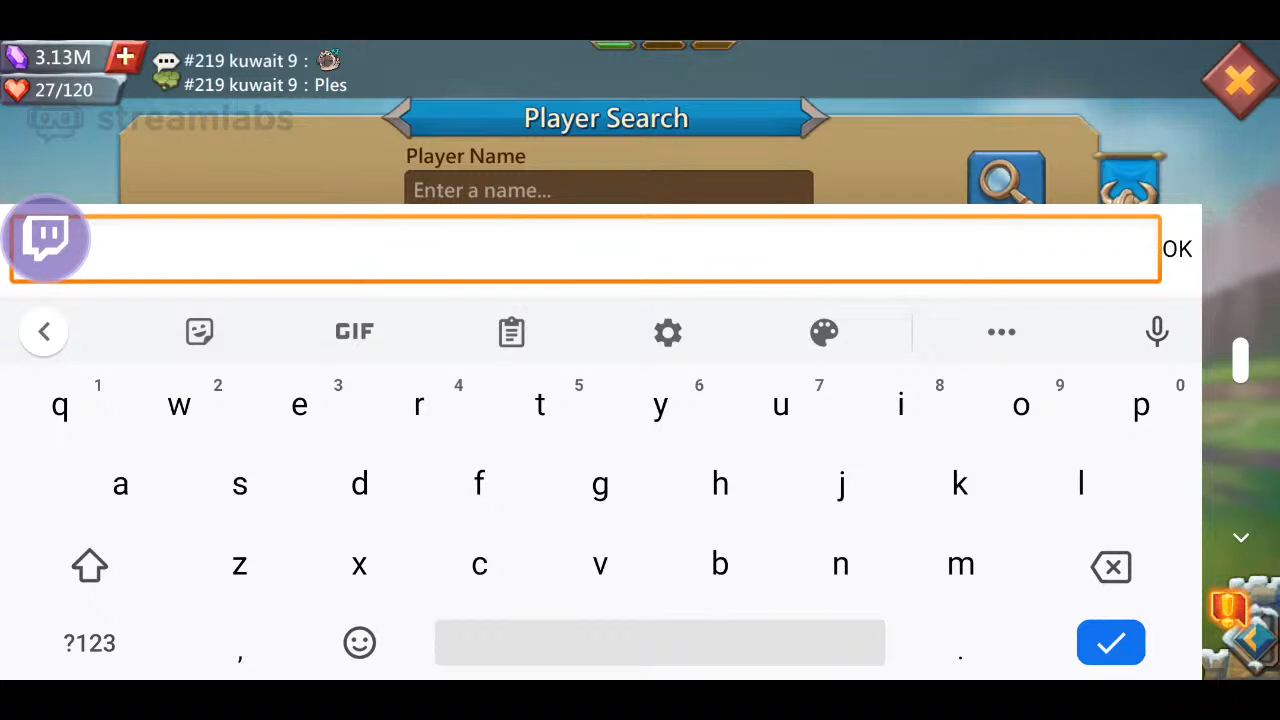 3.13M
27/120
#219 kuwait 9 :
#219 kuwait 9 : Ples
streamlabs
Player Search
Player Name
Enter a name...
OK
GIF
1 2 3 4 5 6 7 8 9 0
q w e r t y u i o p
a s d f g h j k l
z x c v b n m
?123 , .